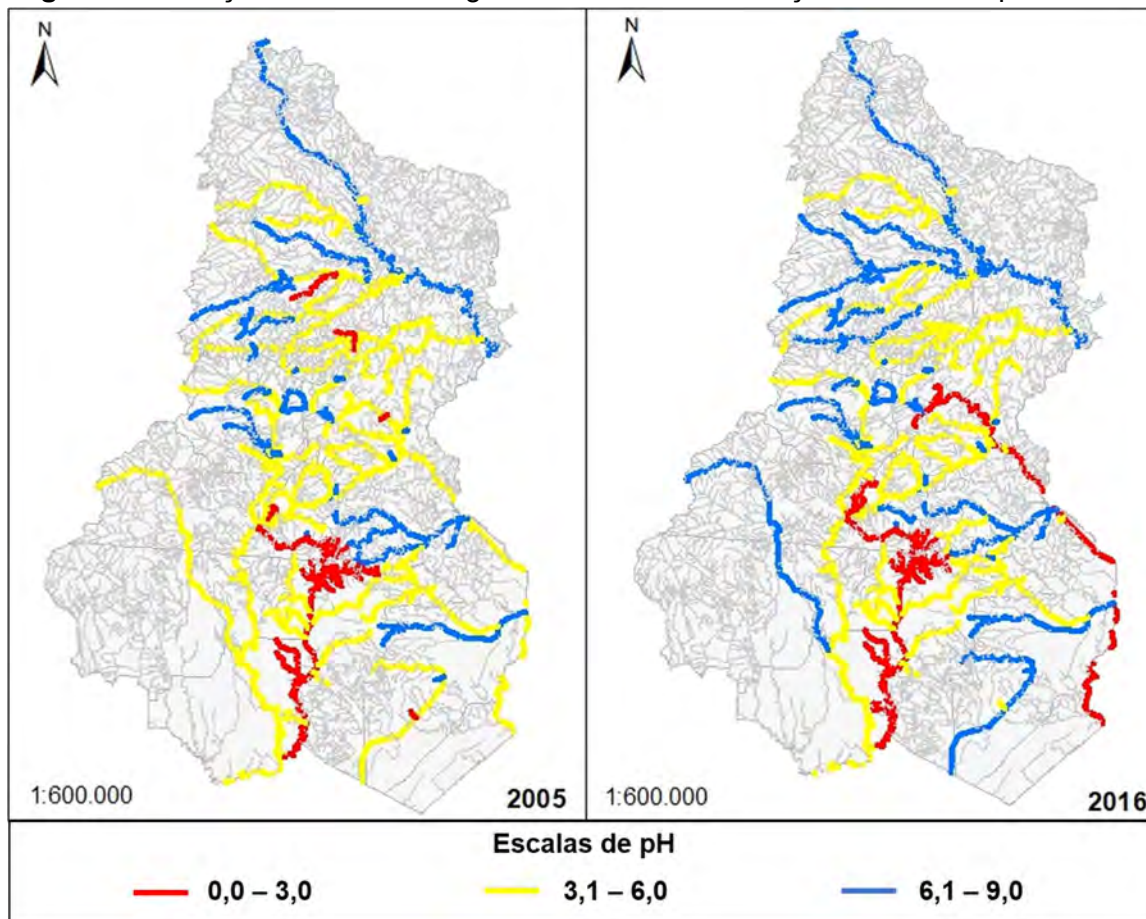 N
N
1:600.000
2005
1:600.000
2016
Escalas de pH
0,0 – 3,0
3,1 – 6,0
6,1 – 9,0